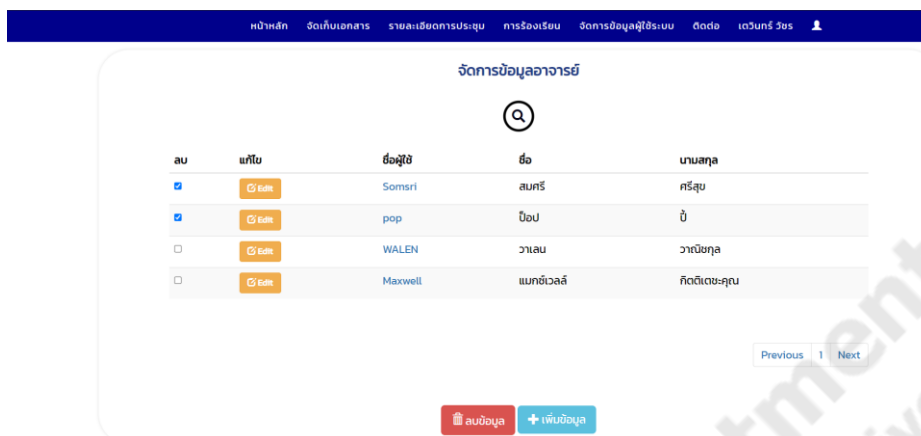 หน้าหลัก จัดเก็บเอกสาร รายละเอียดการประชุม การร้องเรียน จัดการข้อมูลผู้ใช้ระบบ ติดต่อ เตวินทร์ วัชร
จัดการข้อมูลอาจารย์
ลบ แก้ไข ชื่อผู้ใช้ ชื่อ นามสกุล
Edit Somsri สมศรี ศรีสุข
Edit pop ป๊อป ปี้
Edit WALEN วาเลน วาณิชกุล
Edit Maxwell แมกซ์เวลล์ กิตติเตชะคุณ
Previous 1 Next
ลบข้อมูล เพิ่มข้อมูล